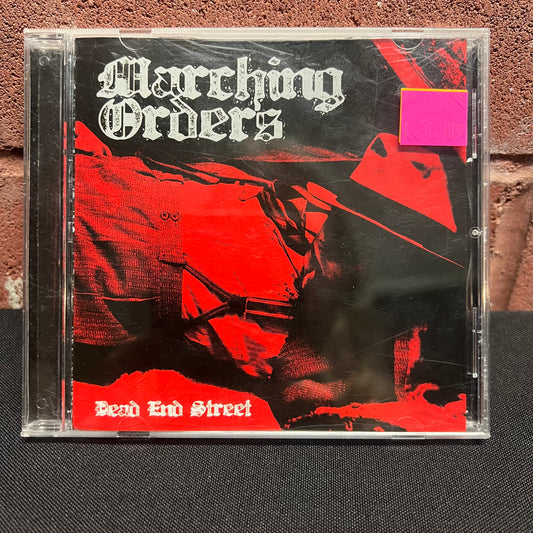 Marching
Orders
Dead End Street